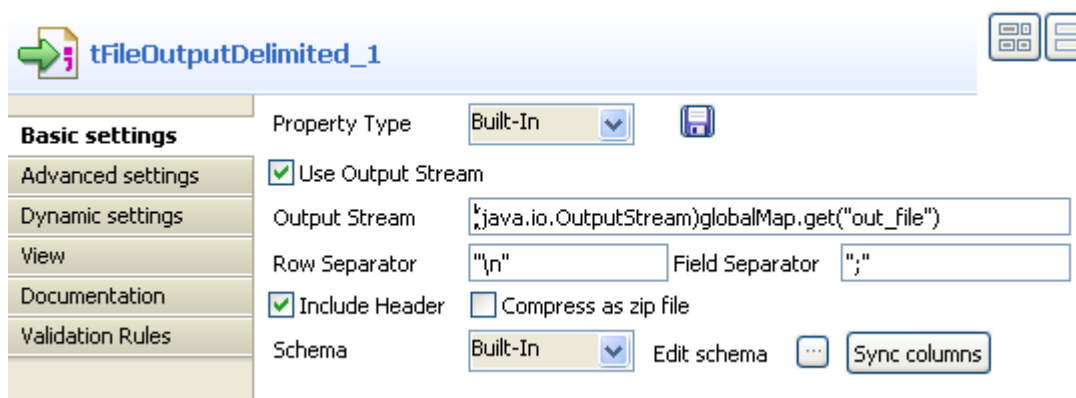 tFileOutputDelimited_1
Basic settings
Advanced settings
Dynamic settings
View
Documentation
Validation Rules
Property Type Built-In
Use Output Stream
Output Stream (java.io.OutputStream)globalMap.get("out_file")
Row Separator "\n" Field Separator ";"
Include Header Compress as zip file
Schema Built-In Edit schema ... Sync columns